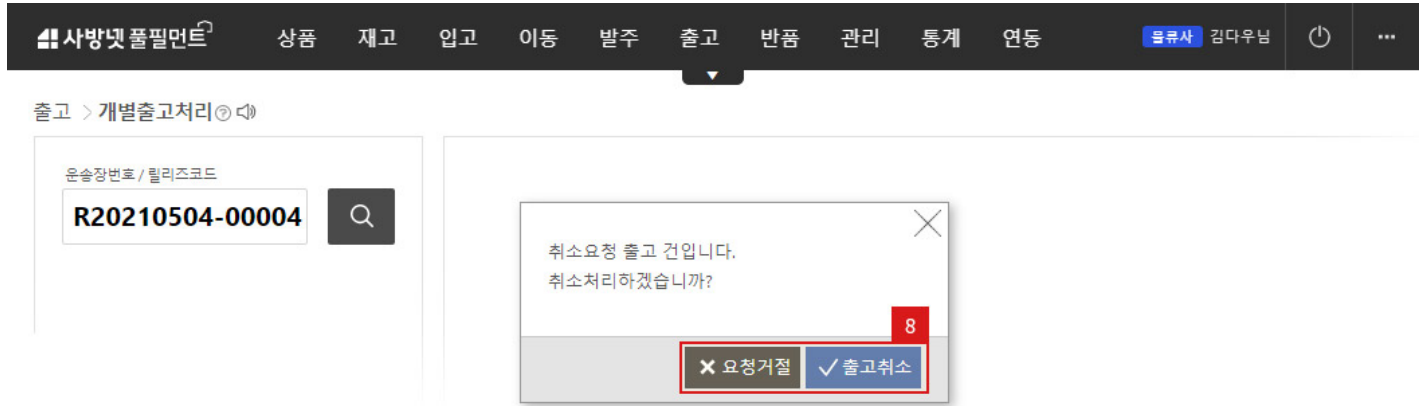 사방넷 풀필먼트 상품 재고 입고 이동 발주 출고 반품 관리 통계 연동 물류사 김다우님 ...
▼
출고 > 개별출고처리
운송장번호 / 릴리즈코드
R20210504-00004
취소요청 출고 건입니다.
취소처리하겠습니까?
8
요청거절 출고취소